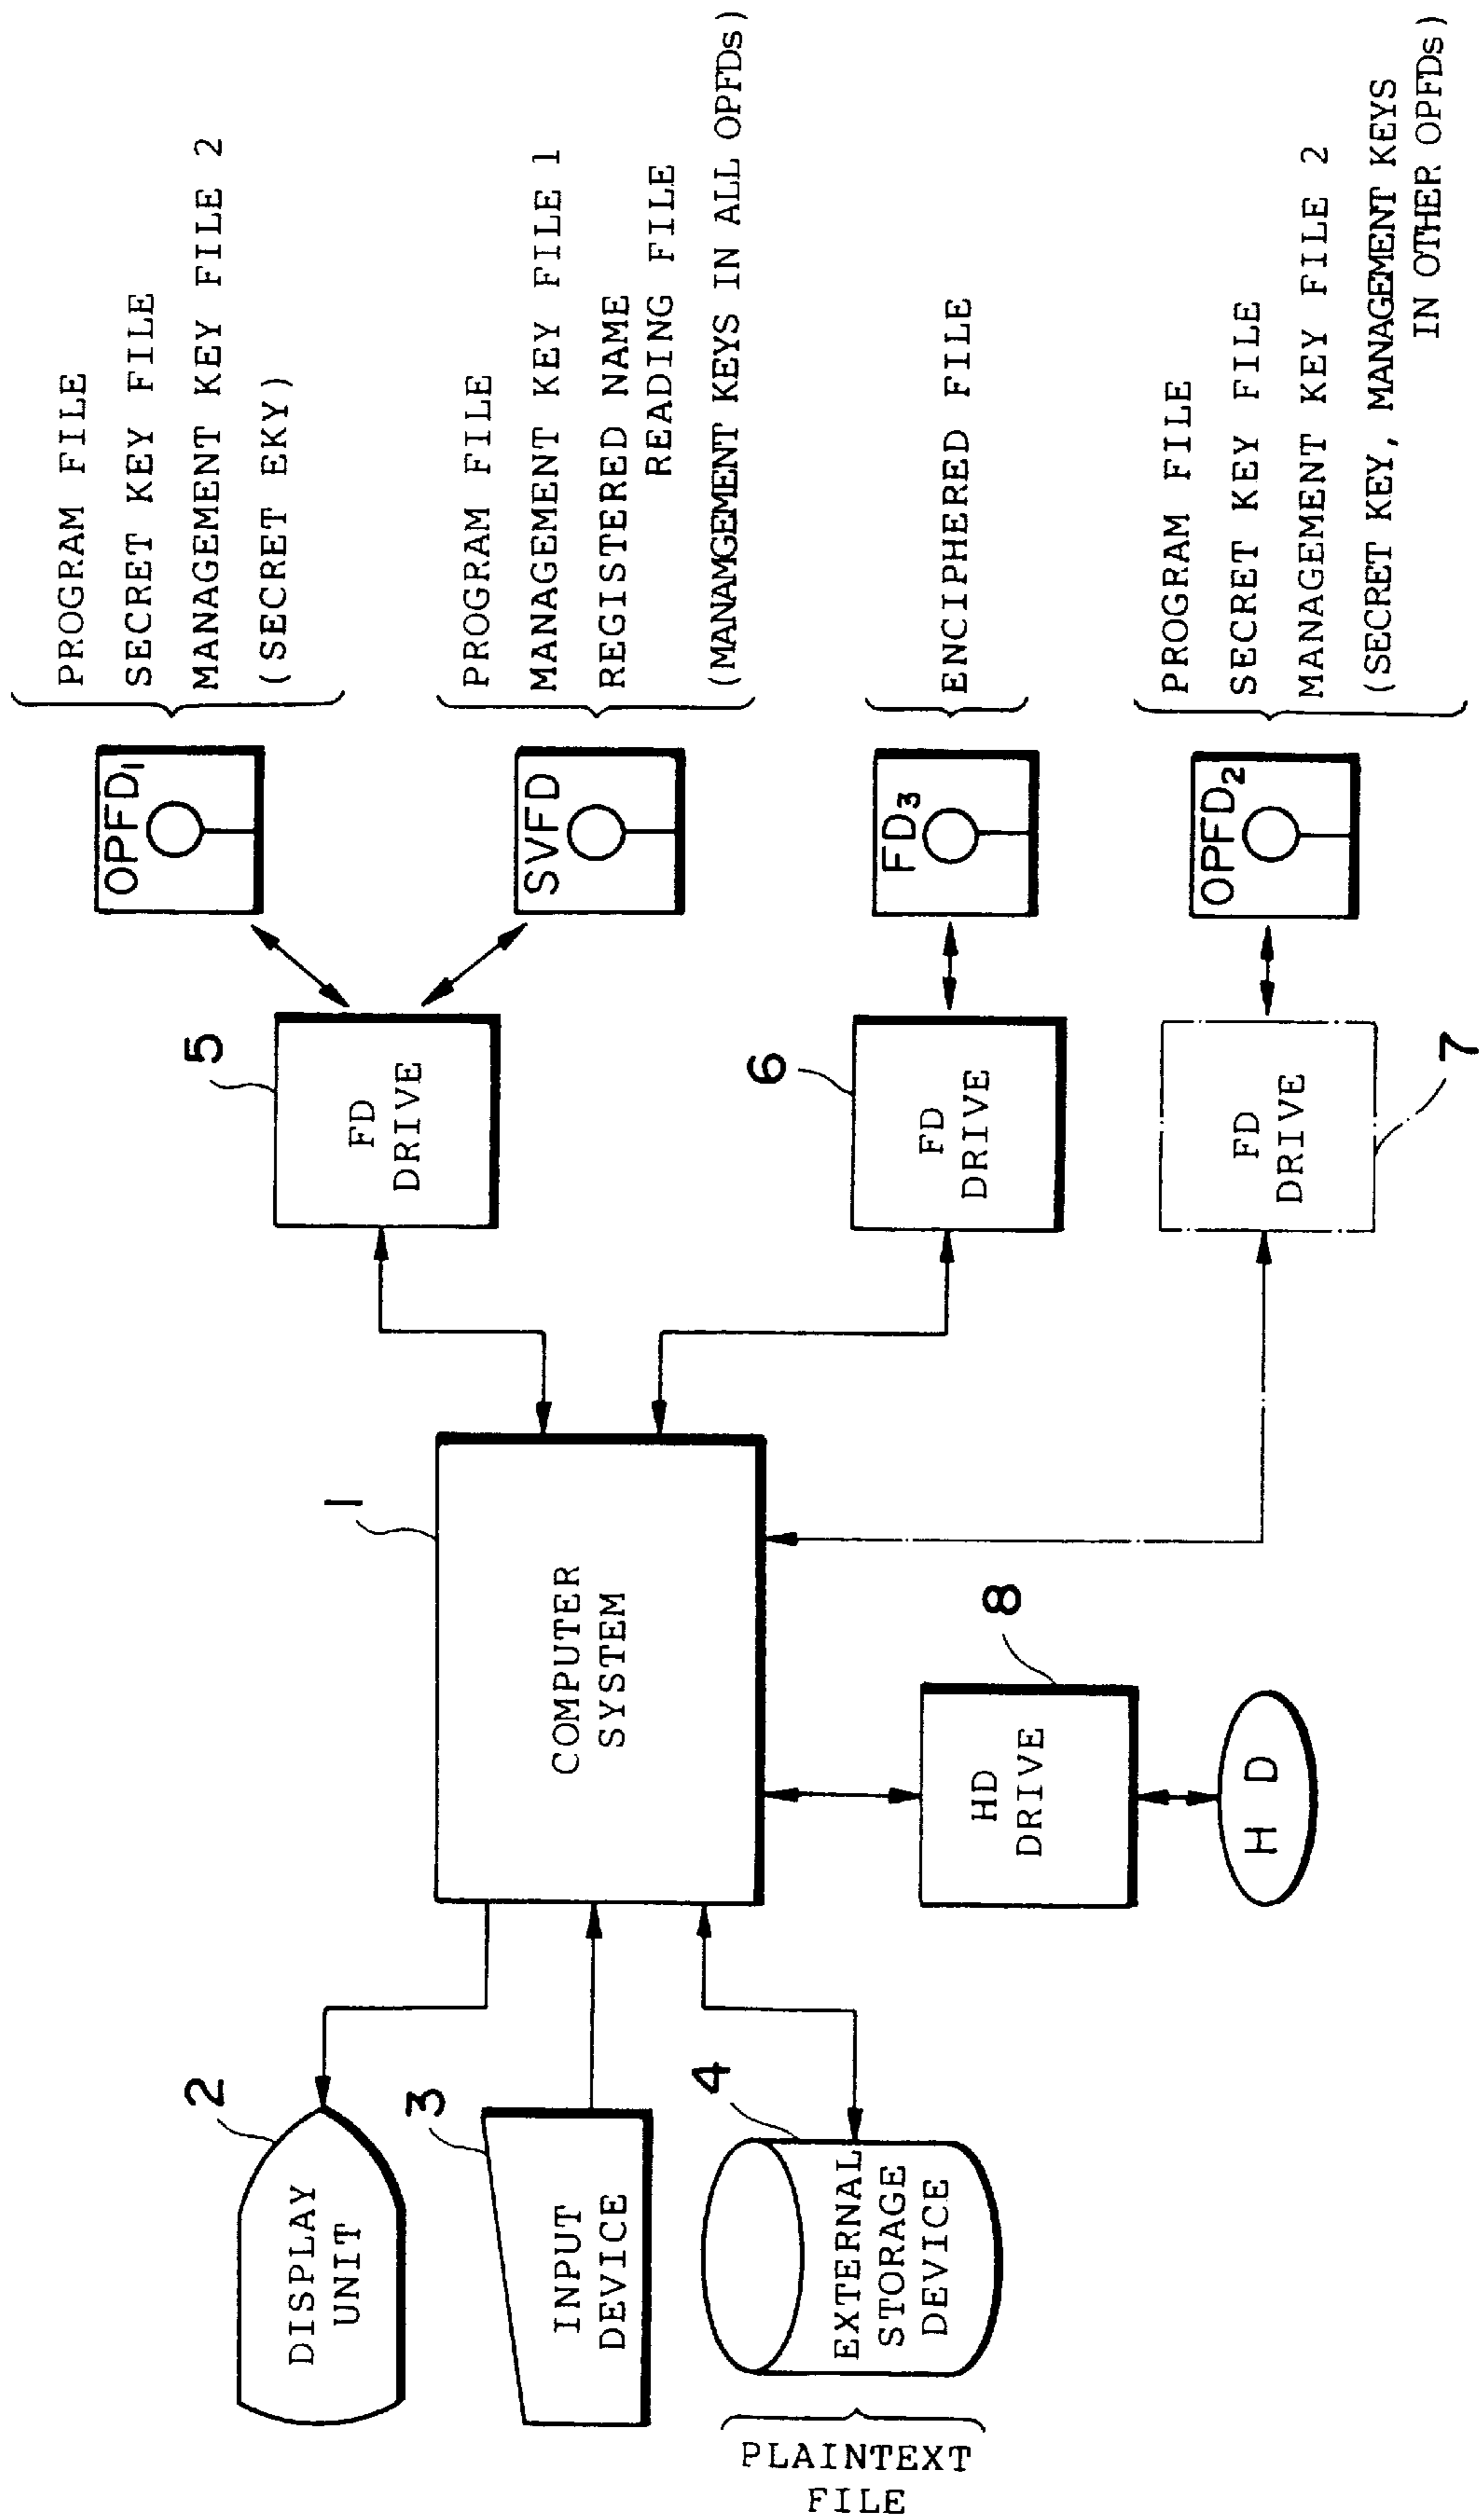 2
DISPLAY
UNIT
3
INPUT
DEVICE
4
EXTERNAL
STORAGE
DEVICE
PLAINTEXT
FILE
1
COMPUTER
SYSTEM
8
HD
DRIVE
H D
5
FD
DRIVE
6
FD
DRIVE
7
FD
DRIVE
OPFD1
PROGRAM FILE
SECRET KEY FILE
MANAGEMENT KEY FILE 2
(SECRET EKY)
SVFD
PROGRAM FILE
MANAGEMENT KEY FILE 1
REGISTERED NAME
READING FILE
(MANAMGEMENT KEYS IN ALL OPFDs)
FD3
ENCIPHERED FILE
OPFD2
PROGRAM FILE
SECRET KEY FILE
MANAGEMENT KEY FILE 2
(SECRET KEY, MANAGEMENT KEYS
IN OTHER OPFDs)